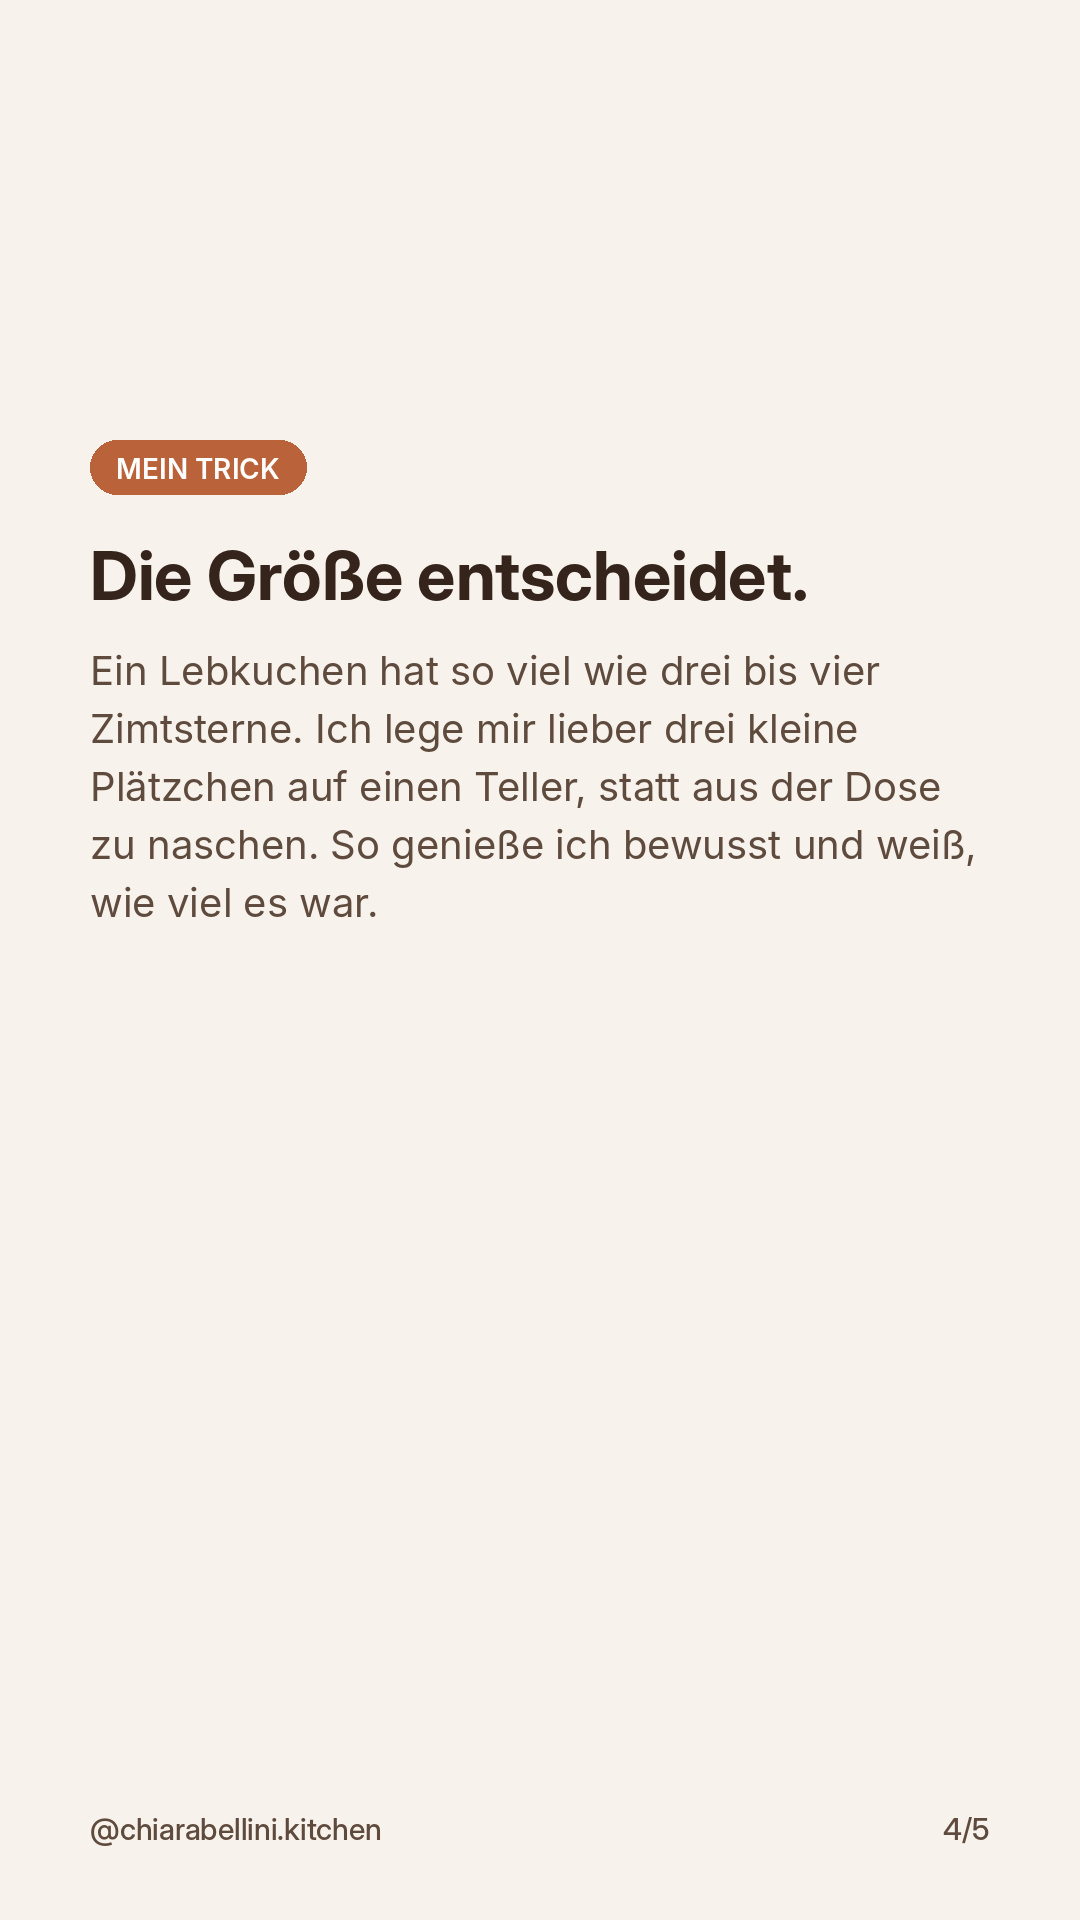 MEIN TRICK
Die Größe entscheidet.
Ein Lebkuchen hat so viel wie drei bis vier
Zimtsterne. Ich lege mir lieber drei kleine
Plätzchen auf einen Teller, statt aus der Dose
zu naschen. So genieße ich bewusst und weiß,
wie viel es war.
@chiarabellini.kitchen
4/5